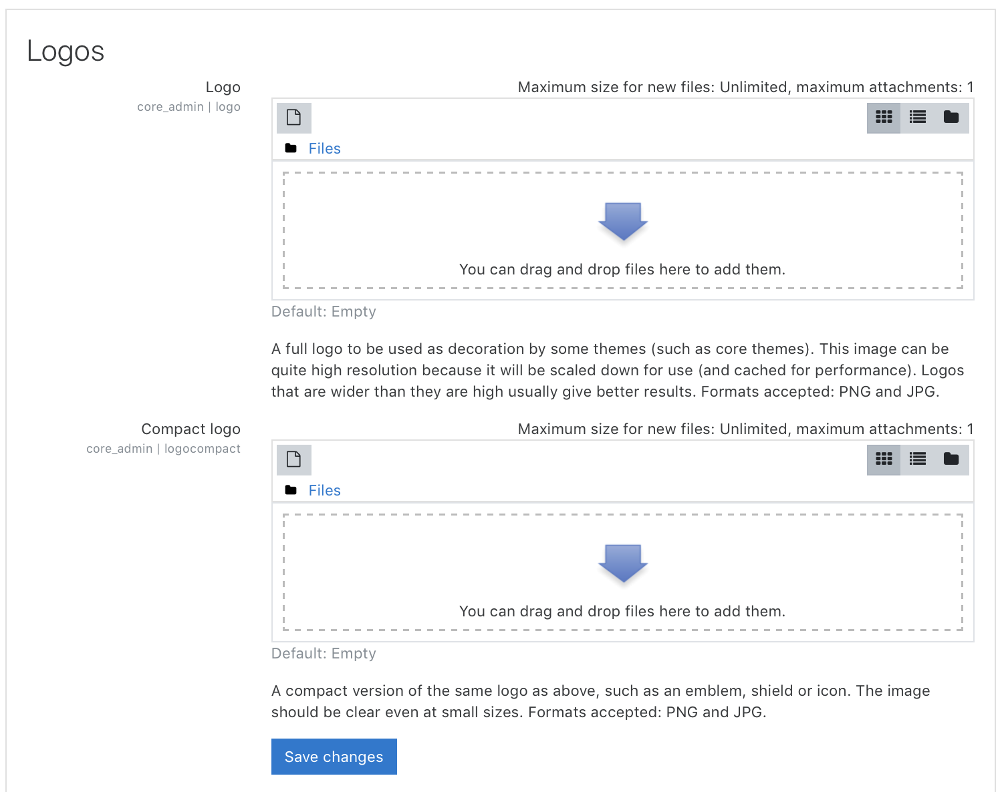 Logos
Logo
Maximum size for new files: Unlimited, maximum attachments: 1
core_admin | logo
Files
You can drag and drop files here to add them.
Default: Empty
A full logo to be used as decoration by some themes (such as core themes). This image can be
quite high resolution because it will be scaled down for use (and cached for performance). Logos
that are wider than they are high usually give better results. Formats accepted: PNG and JPG.
Compact logo
Maximum size for new files: Unlimited, maximum attachments: 1
core_admin | logocompact
Files
You can drag and drop files here to add them.
Default: Empty
A compact version of the same logo as above, such as an emblem, shield or icon. The image
should be clear even at small sizes. Formats accepted: PNG and JPG.
Save changes